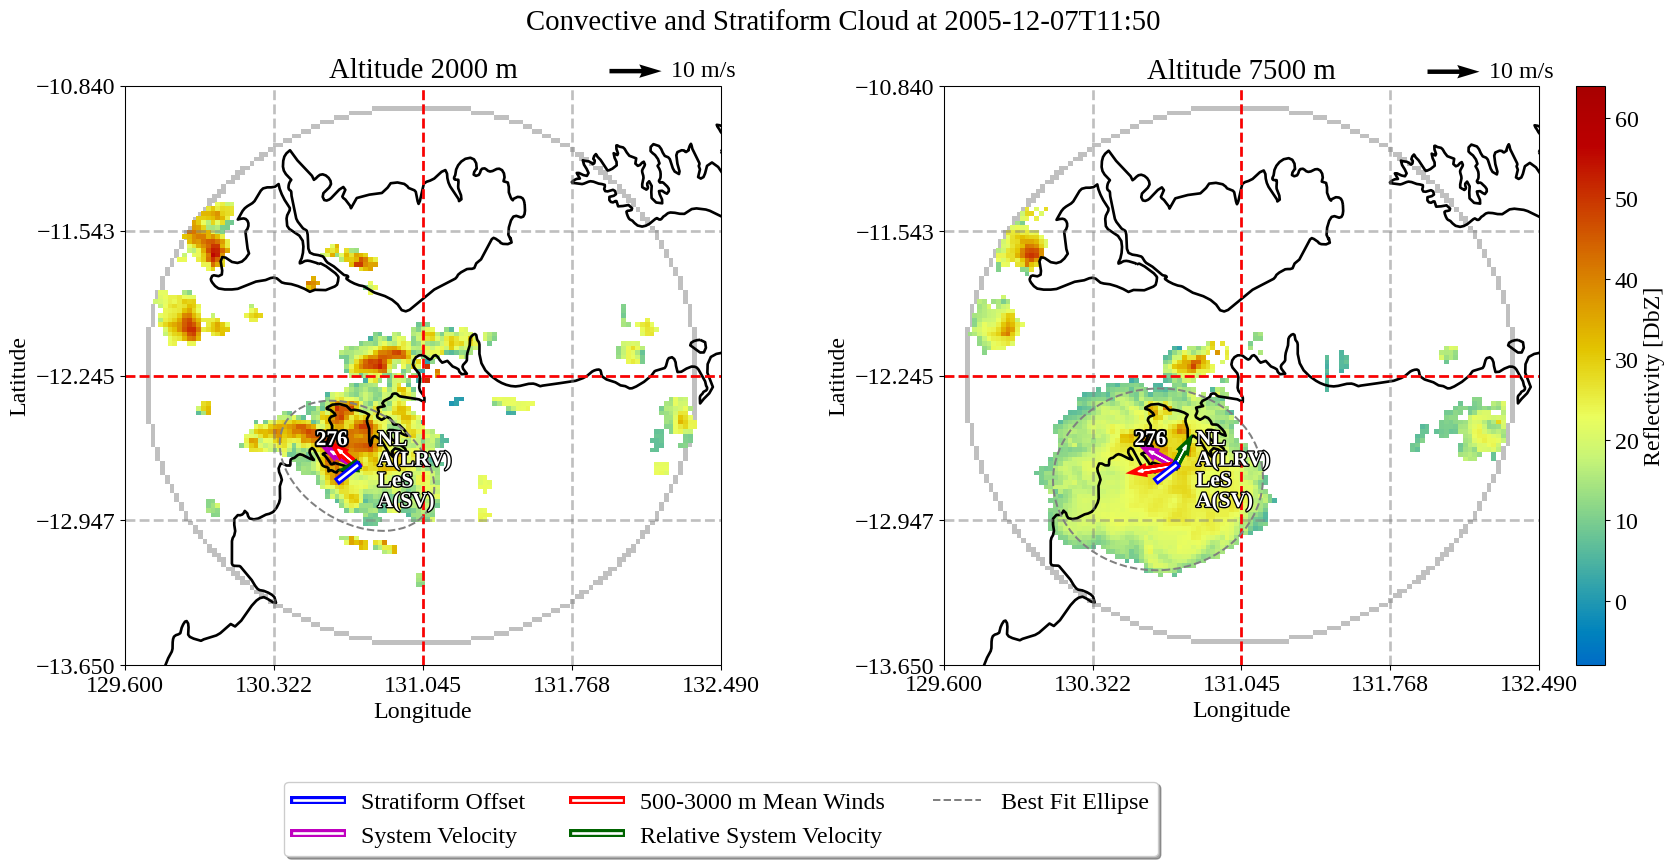 Convective and Stratiform Cloud at 2005-12-07T11:50
Altitude 2000 m
10 m/s
−10.840
−11.543
−12.245
−12.947
−13.650
Latitude
129.600
130.322
131.045
131.768
132.490
Longitude
276
NL
A(LRV)
LeS
A(SV)
Altitude 7500 m
10 m/s
−10.840
−11.543
−12.245
−12.947
−13.650
Latitude
129.600
130.322
131.045
131.768
132.490
Longitude
276
NL
A(LRV)
LeS
A(SV)
60
50
40
30
20
10
0
Reflectivity [DbZ]
Stratiform Offset
System Velocity
500-3000 m Mean Winds
Relative System Velocity
Best Fit Ellipse